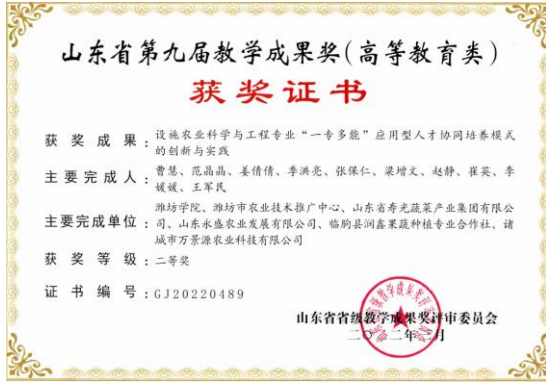 山东省第九届教学成果奖(高等教育类)
获奖证书
获奖成果：设施农业科学与工程专业“一专多能”应用型人才协同培养模式
的创新与实践
主要完成人：曹慧、范晶晶、姜倩倩、李洪亮、张保仁、梁增文、赵静、崔英、李
媛媛、王军民
潍坊学院、潍坊市农业技术推广中心、山东省寿光蔬菜产业集团有限公
主要完成单位：司、山东永盛农业发展有限公司、临朐县润鑫果蔬种植专业合作社、诸
城市万景源农业科技有限公司
获奖等级：二等奖
证书编号：GJ20220489
山东省省级教学成果奖评审委员会
二〇二二年 月